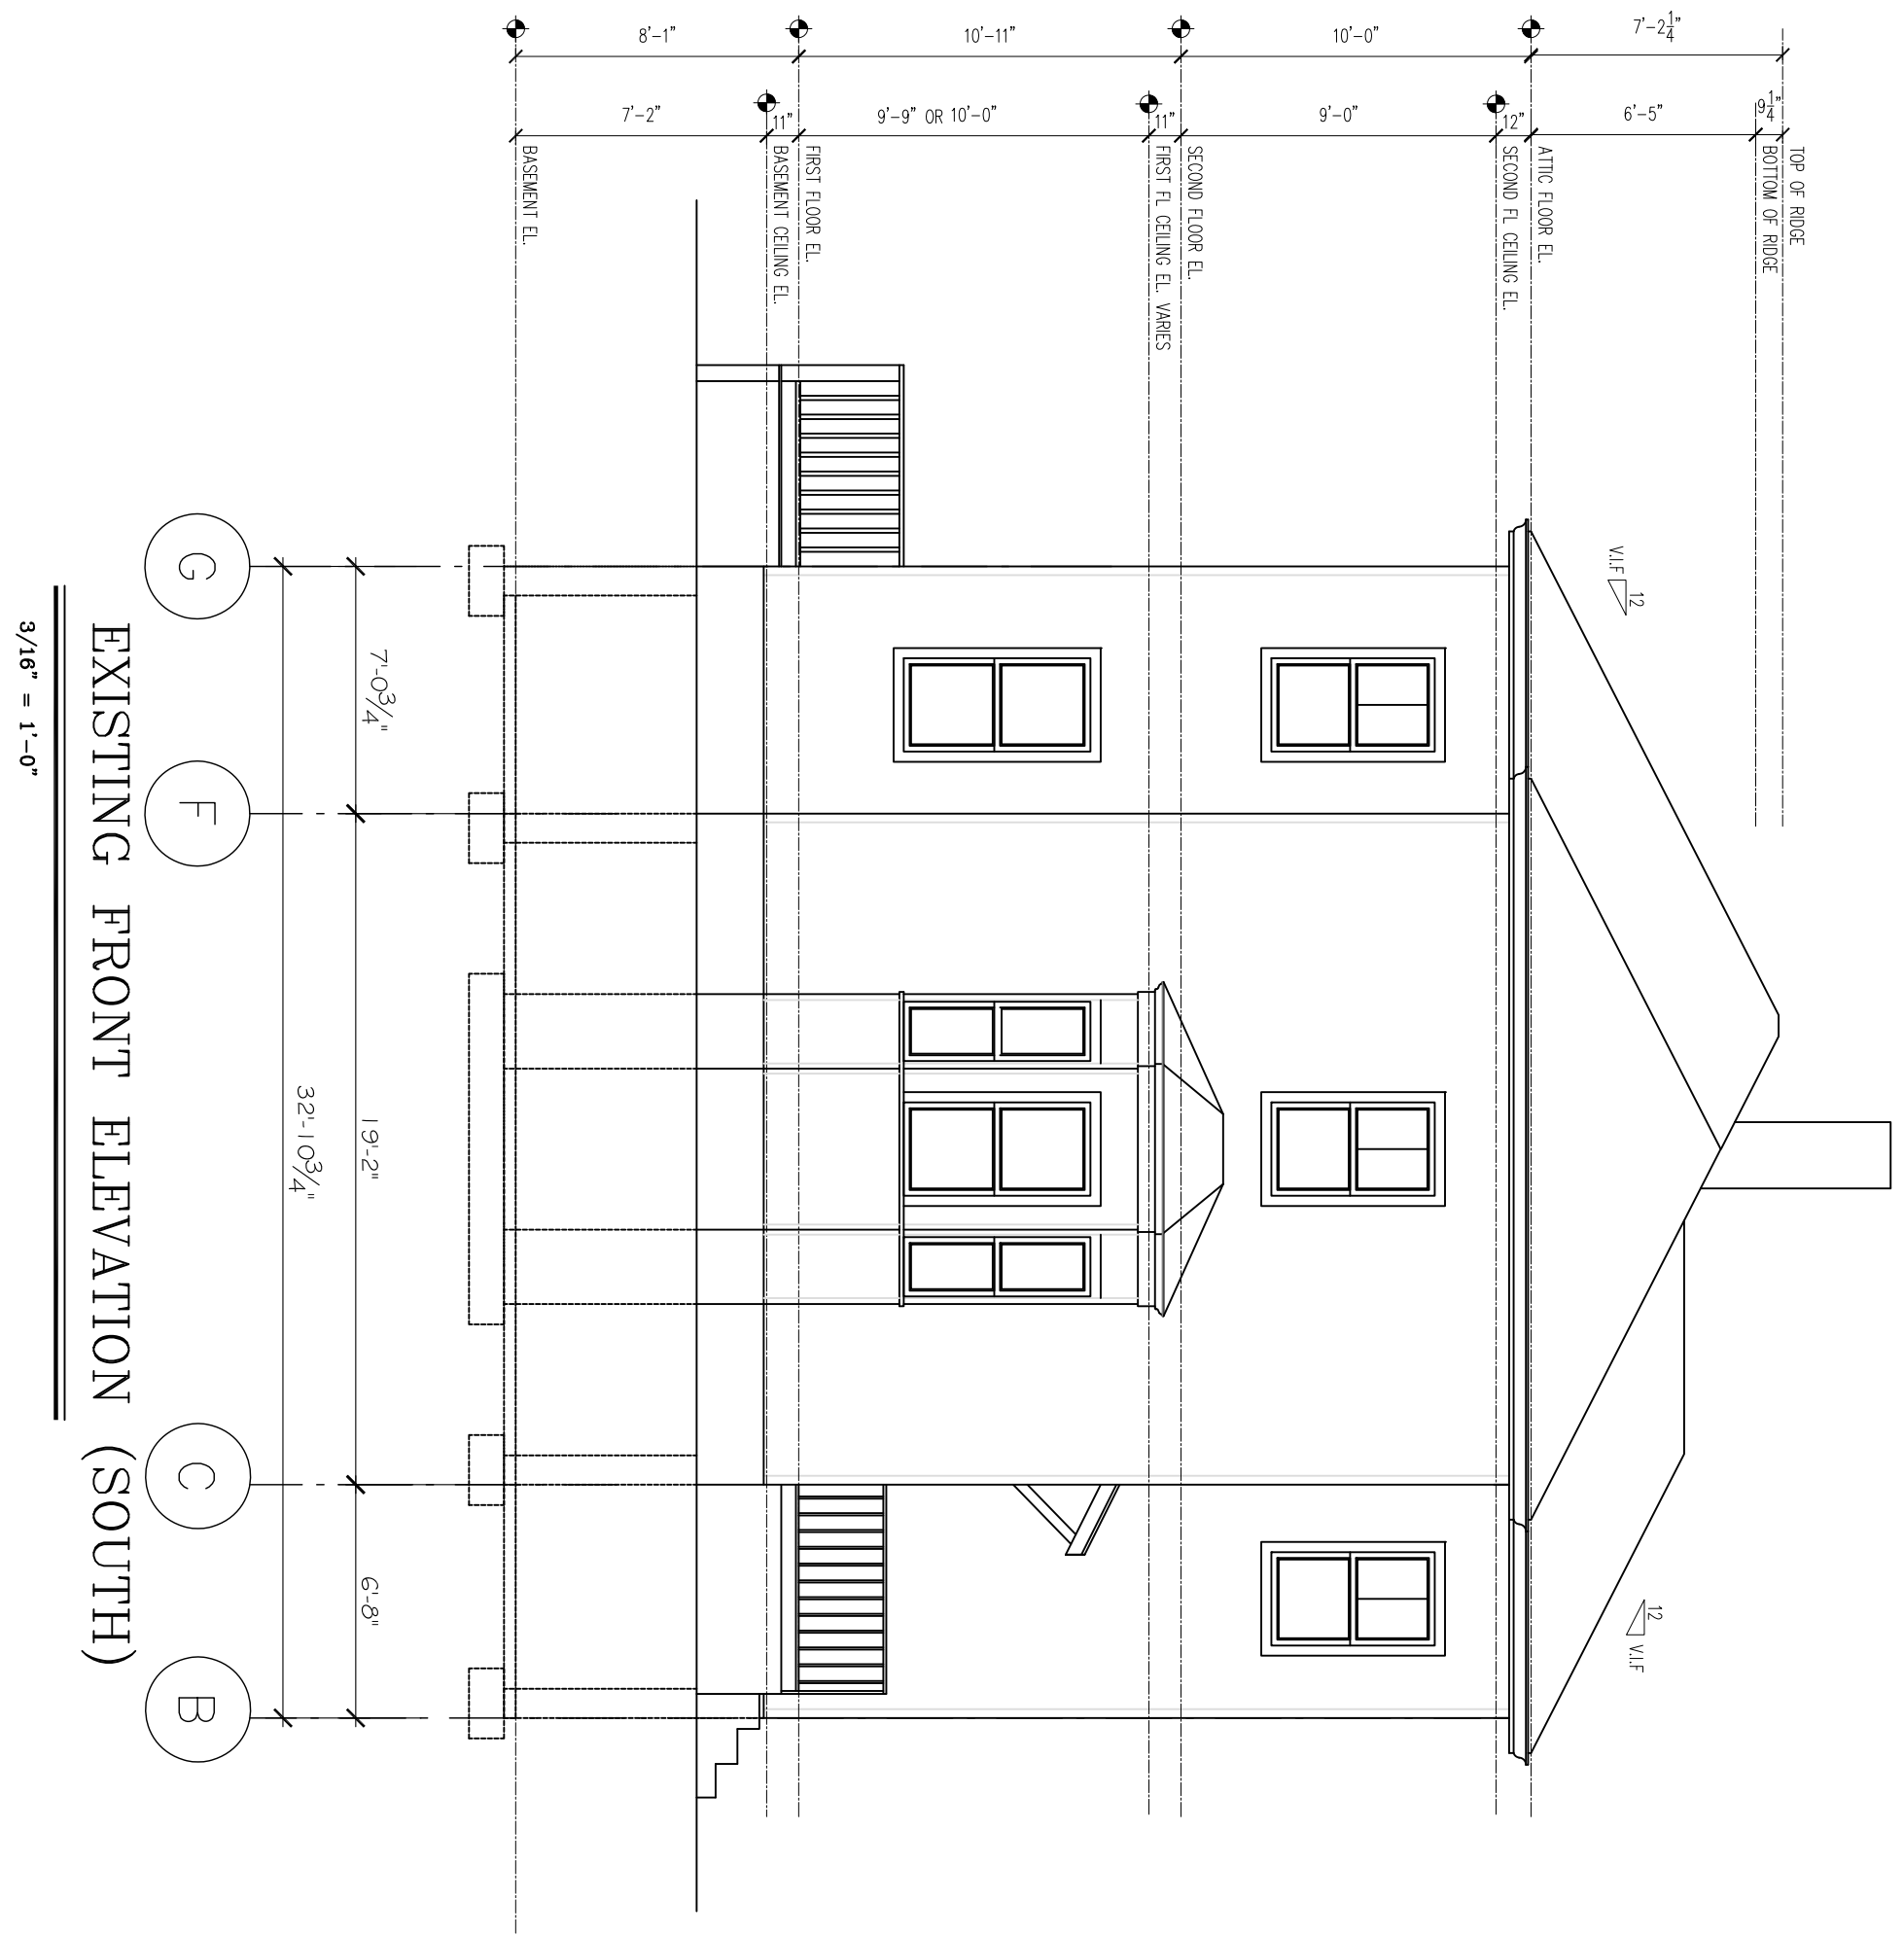 7'-2 1/4"
10'-0"
10'-11"
8'-1"
9 1/4"
6'-5"
12"
9'-0"
11"
9'-9" OR 10'-0"
11"
7'-2"
TOP OF RIDGE
BOTTOM OF RIDGE
ATTIC FLOOR EL.
SECOND FL CEILING EL.
SECOND FLOOR EL.
FIRST FL CEILING EL. VARIES
FIRST FLOOR EL.
BASEMENT CEILING EL.
BASEMENT EL.
12
V.I.F
12
V.I.F
7'-0 3/4"
19'-2"
6'-8"
32'-10 3/4"
G
F
C
B
EXISTING FRONT ELEVATION (SOUTH)
3/16" = 1'-0"